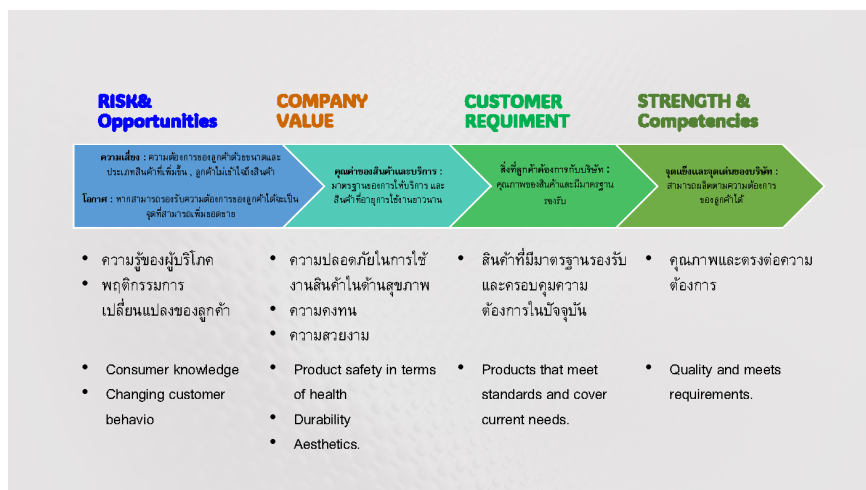 RISK&
Opportunities
COMPANY
VALUE
CUSTOMER
REQUIMENT
STRENGTH &
Competencies
ความเสี่ยง : ความต้องการของลูกค้าด้วยขนาดและ
ประเภทสินค้าที่เพิ่มขึ้น , ลูกค้าไม่เข้าใจถึงสินค้า
โอกาส : หากสามารถรองรับความต้องการของลูกค้าได้จะเป็น
จุดที่สามารถเพิ่มยอดขาย
คุณค่าของสินค้าและบริการ :
มาตรฐานของการให้บริการ และ
สินค้าที่อายุการใช้งานยาวนาน
สิ่งที่ลูกค้าต้องการกับบริษัท :
คุณภาพของสินค้าและมีมาตรฐาน
รองรับ
จุดแข็งและจุดเด่นของบริษัท :
สามารถผลิตตามความต้องการ
ของลูกค้าได้
• ความรู้ของผู้บริโภค
• พฤติกรรมการ
เปลี่ยนแปลงของลูกค้า
• ความปลอดภัยในการใช้
งานสินค้าในด้านสุขภาพ
• ความคงทน
• ความสวยงาม
• สินค้าที่มีมาตรฐานรองรับ
และครอบคุมความ
ต้องการในปัจจุบัน
• คุณภาพและตรงต่อความ
ต้องการ
• Consumer knowledge
• Changing customer
behavio
• Product safety in terms
of health
• Durability
• Aesthetics.
• Products that meet
standards and cover
current needs.
• Quality and meets
requirements.